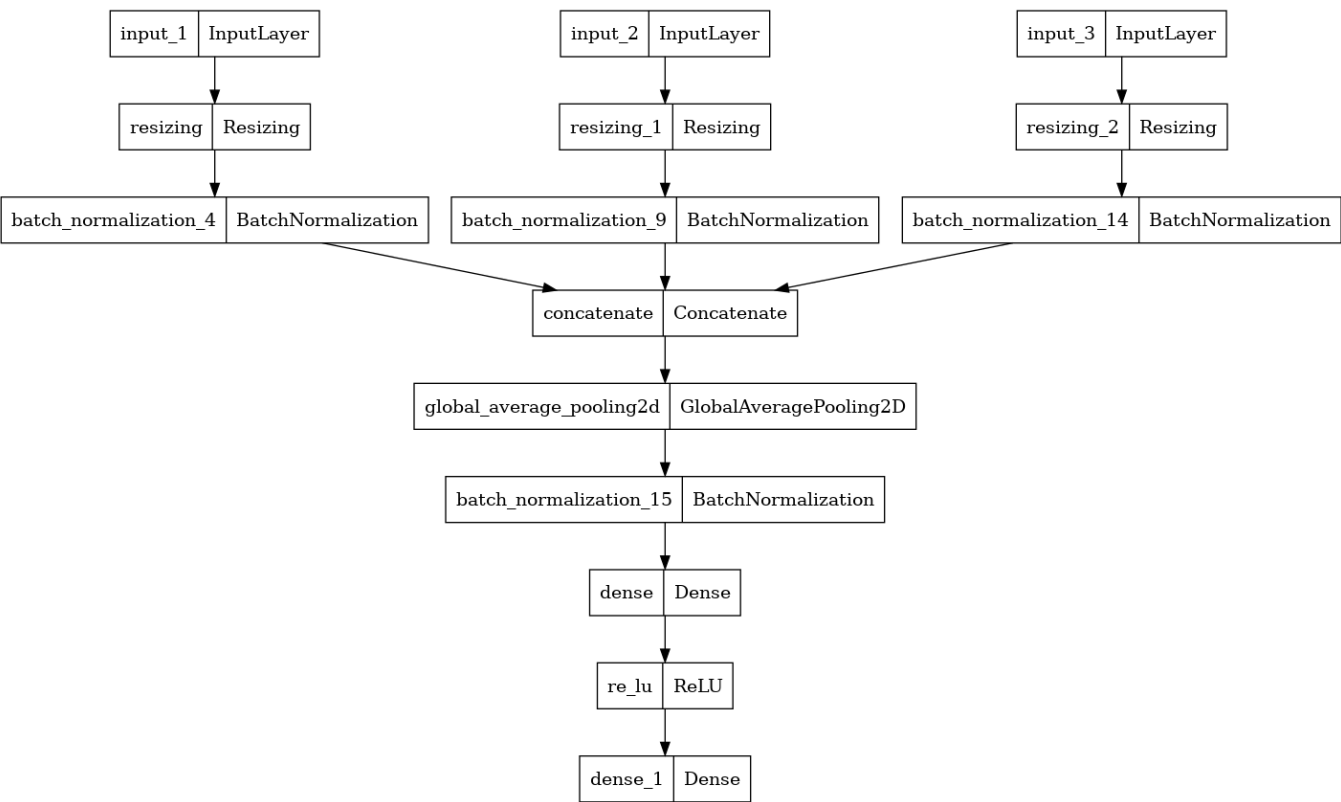 input_1 InputLayer
input_2 InputLayer
input_3 InputLayer
resizing Resizing
resizing_1 Resizing
resizing_2 Resizing
batch_normalization_4 BatchNormalization
batch_normalization_9 BatchNormalization
batch_normalization_14 BatchNormalization
concatenate Concatenate
global_average_pooling2d GlobalAveragePooling2D
batch_normalization_15 BatchNormalization
dense Dense
re_lu ReLU
dense_1 Dense